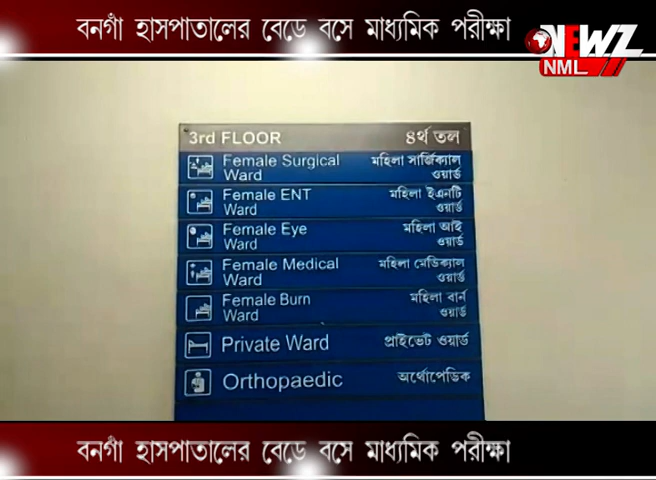 বনগাঁ হাসপাতালের বেডে বসে মাধ্যমিক পরীক্ষা
NEWZ
NML
3rd FLOOR ৪র্থ তল
Female Surgical Ward মহিলা সার্জিক্যাল ওয়ার্ড
Female ENT Ward মহিলা ইএনটি ওয়ার্ড
Female Eye Ward মহিলা আই ওয়ার্ড
Female Medical Ward মহিলা মেডিক্যাল ওয়ার্ড
Female Burn Ward মহিলা বার্ন ওয়ার্ড
Private Ward প্রাইভেট ওয়ার্ড
Orthopaedic অর্থোপেডিক
বনগাঁ হাসপাতালের বেডে বসে মাধ্যমিক পরীক্ষা